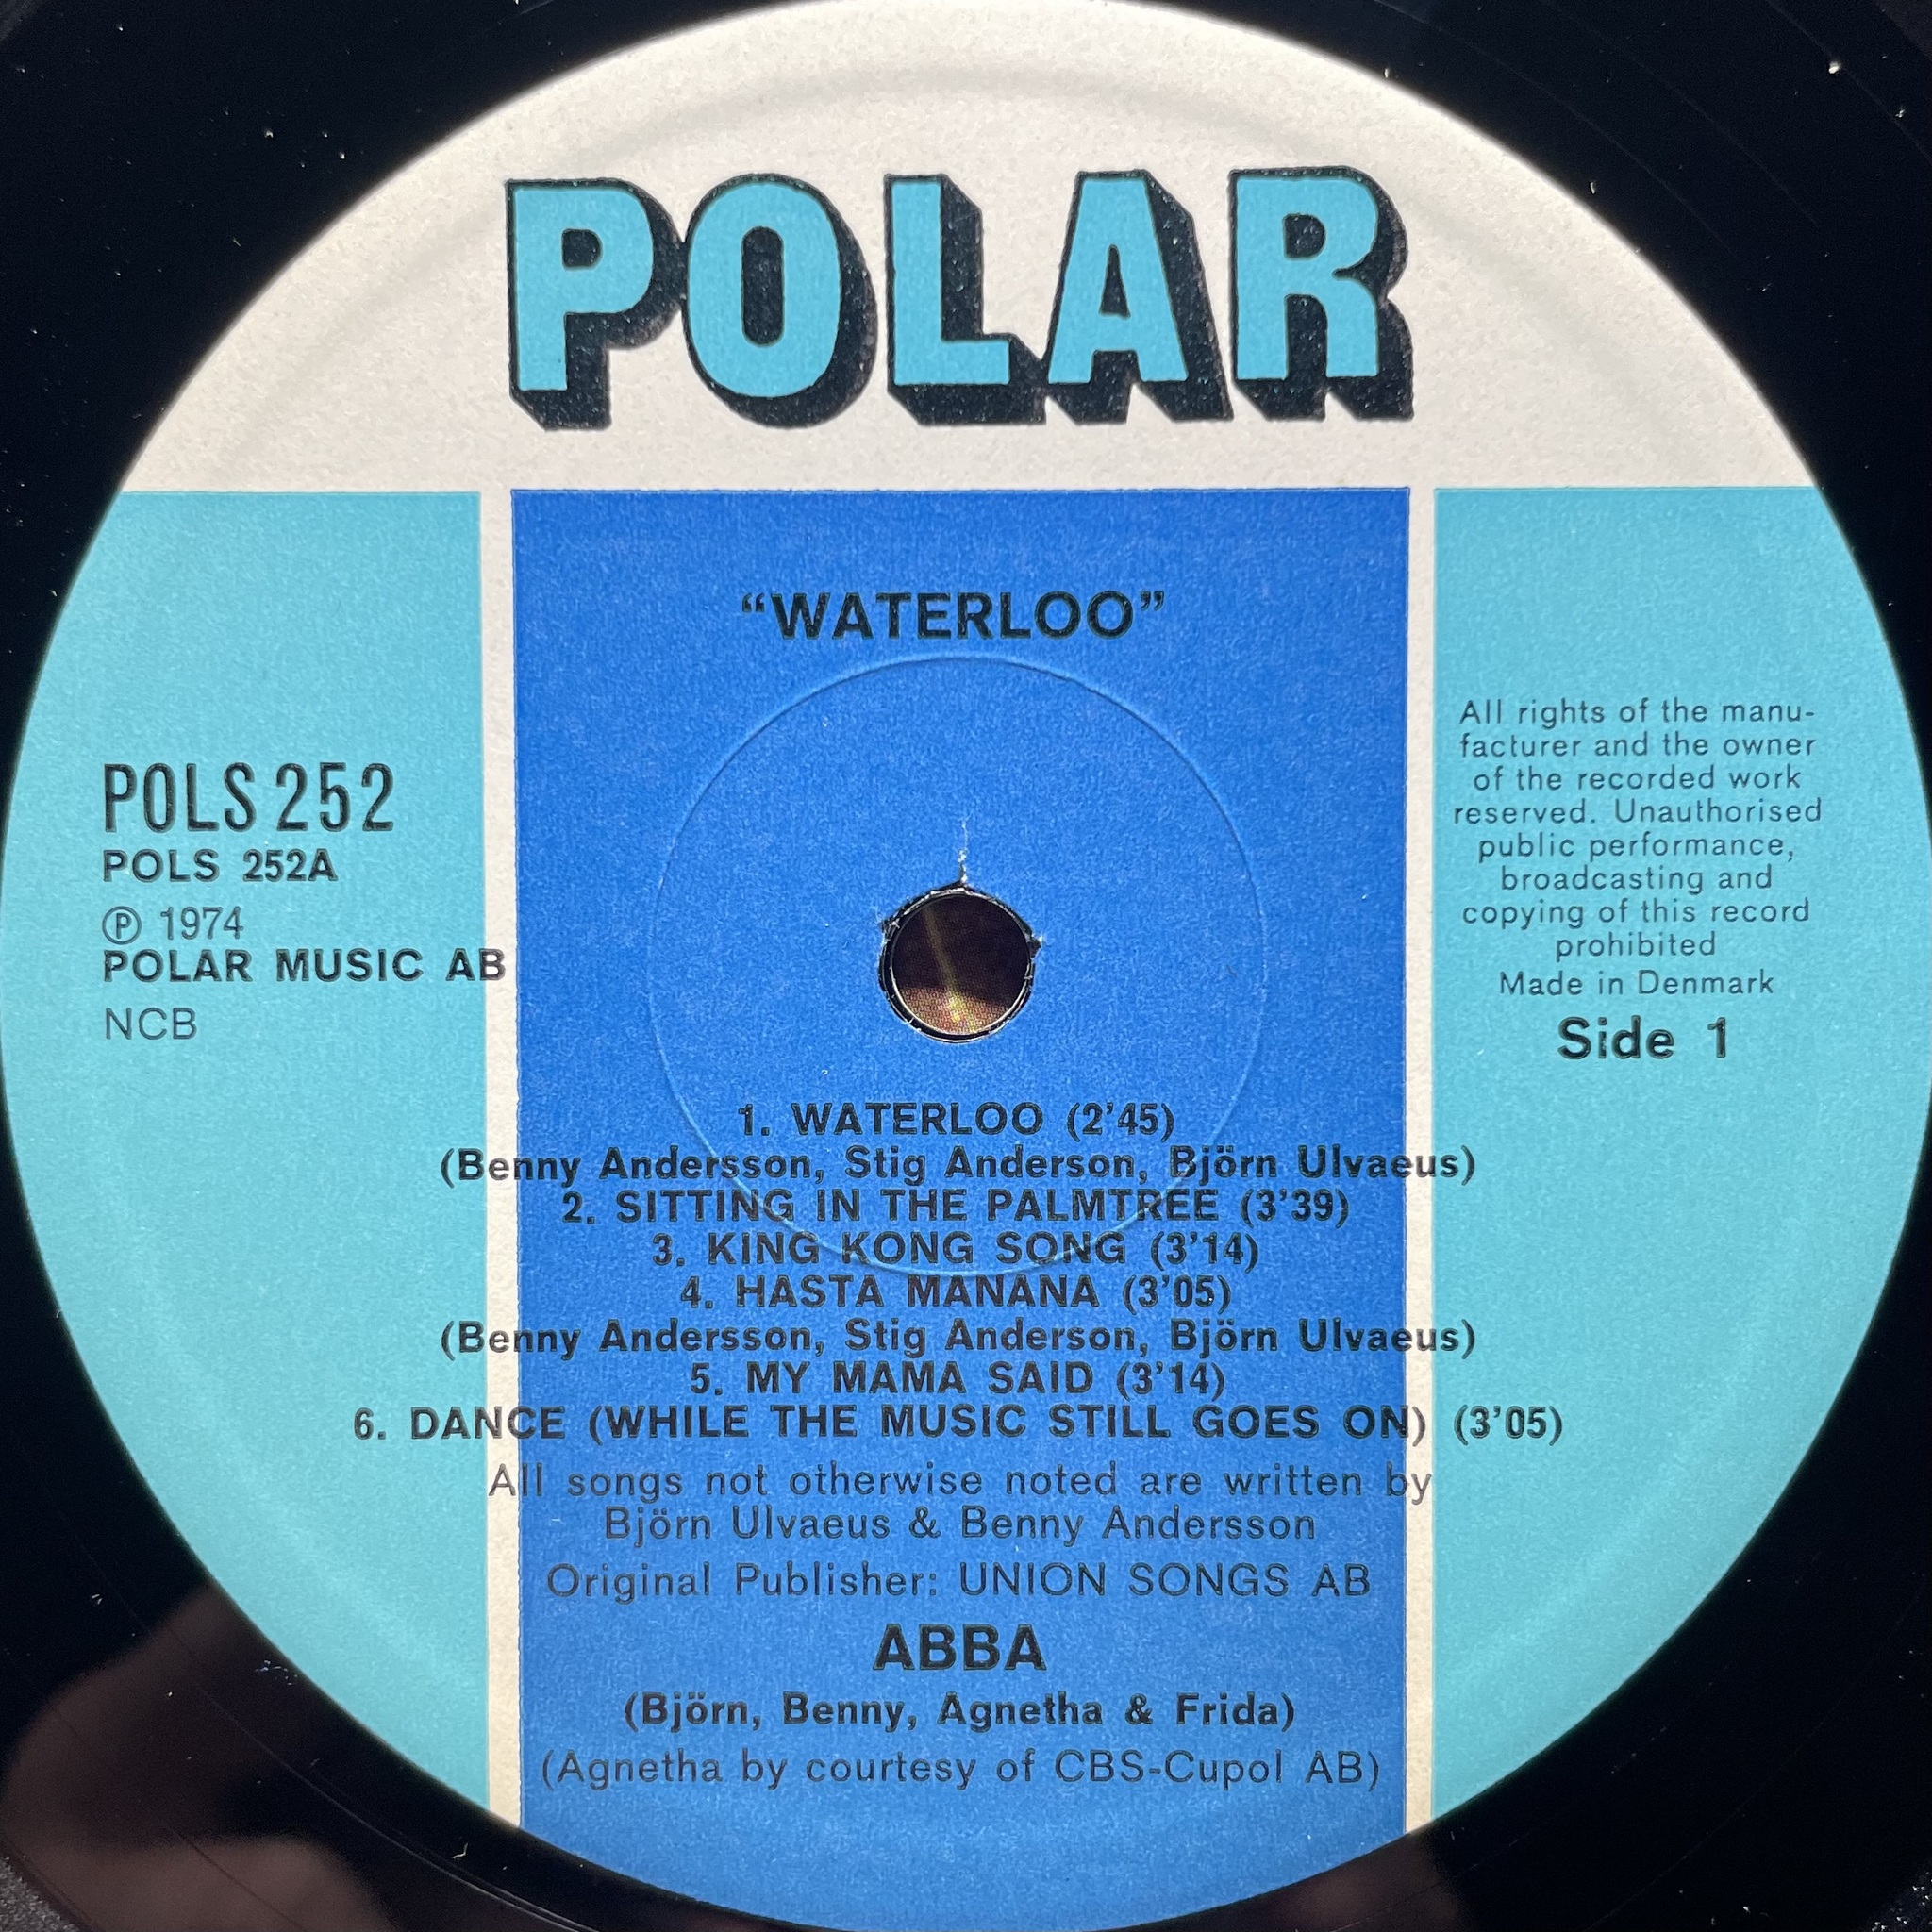 POLAR
“WATERLOO”
POLS 252
POLS 252A
Ⓟ 1974
POLAR MUSIC AB
NCB
All rights of the manu-
facturer and the owner
of the recorded work
reserved. Unauthorised
public performance,
broadcasting and
copying of this record
prohibited
Made in Denmark
Side 1
1. WATERLOO (2’45)
(Benny Andersson, Stig Anderson, Björn Ulvaeus)
2. SITTING IN THE PALMTREE (3’39)
3. KING KONG SONG (3’14)
4. HASTA MANANA (3’05)
(Benny Andersson, Stig Anderson, Björn Ulvaeus)
5. MY MAMA SAID (3’14)
6. DANCE (WHILE THE MUSIC STILL GOES ON) (3’05)
All songs not otherwise noted are written by
Björn Ulvaeus & Benny Andersson
Original Publisher: UNION SONGS AB
ABBA
(Björn, Benny, Agnetha & Frida)
(Agnetha by courtesy of CBS-Cupol AB)